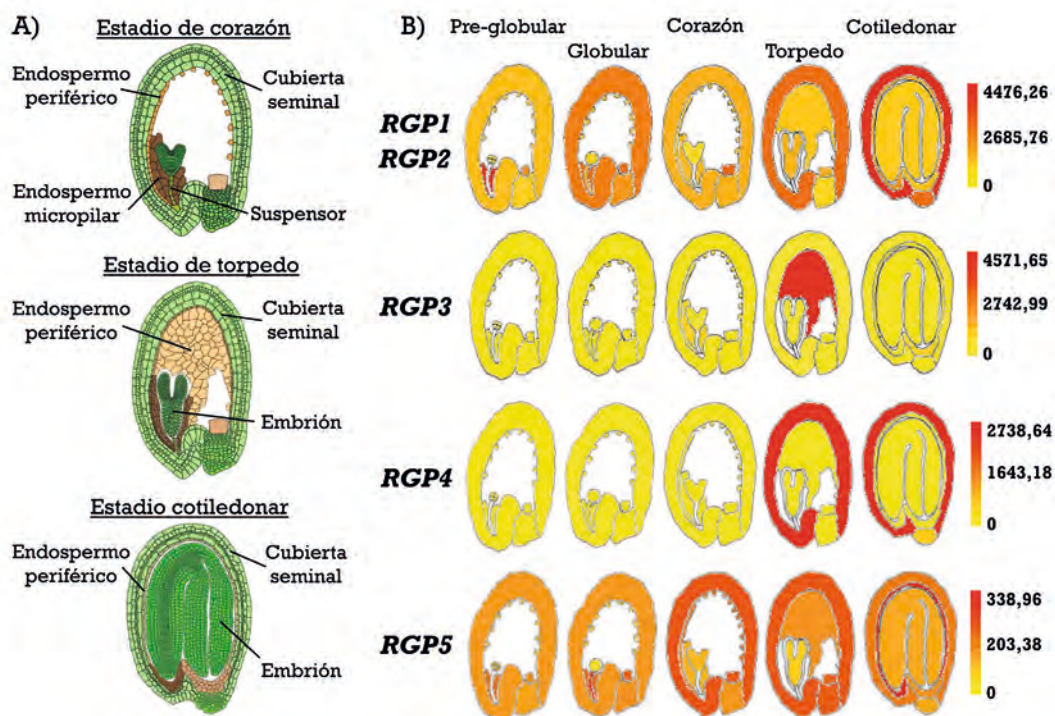 A)
Estadio de corazón
Endospermo
periférico
Cubierta
seminal
Endospermo
micropilar
Suspensor
Estadio de torpedo
Endospermo
periférico
Cubierta
seminal
Embrión
Estadio cotiledonar
Endospermo
periférico
Cubierta
seminal
Embrión
B)
Pre-globular
Globular
Corazón
Torpedo
Cotiledonar
RGP1
RGP2
4476,26
2685,76
0
RGP3
4571,65
2742,99
0
RGP4
2738,64
1643,18
0
RGP5
338,96
203,38
0